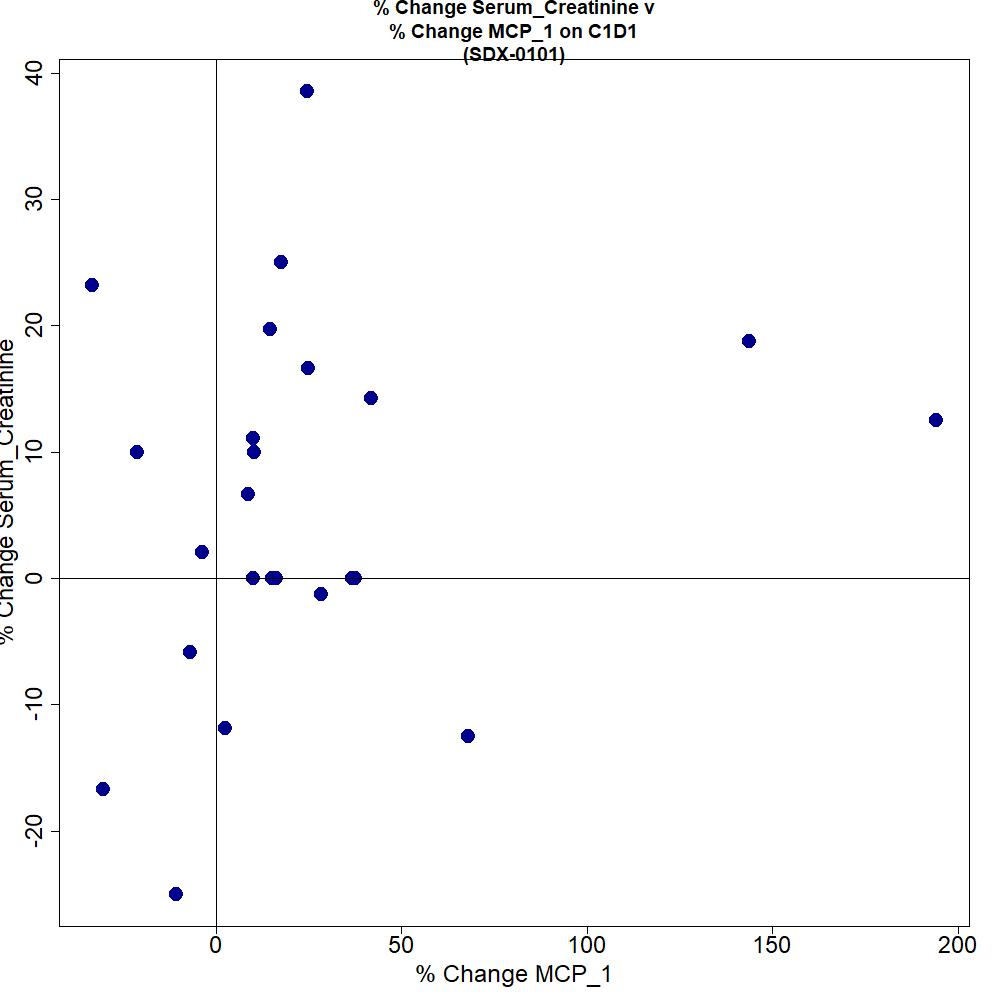 % Change Serum_Creatinine v
% Change MCP_1 on C1D1
(SDX-0101)
% Change Serum_Creatinine
40
30
20
10
0
-10
-20
0 50 100 150 200
% Change MCP_1